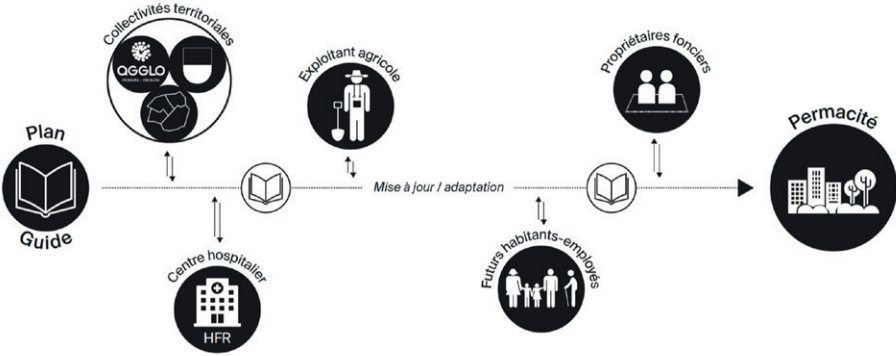 Collectivités territoriales
AGGLO
Exploitant agricole
Propriétaires fonciers
Permacité
Plan
Guide
Mise à jour / adaptation
Centre hospitalier
HFR
Futurs habitants-employés